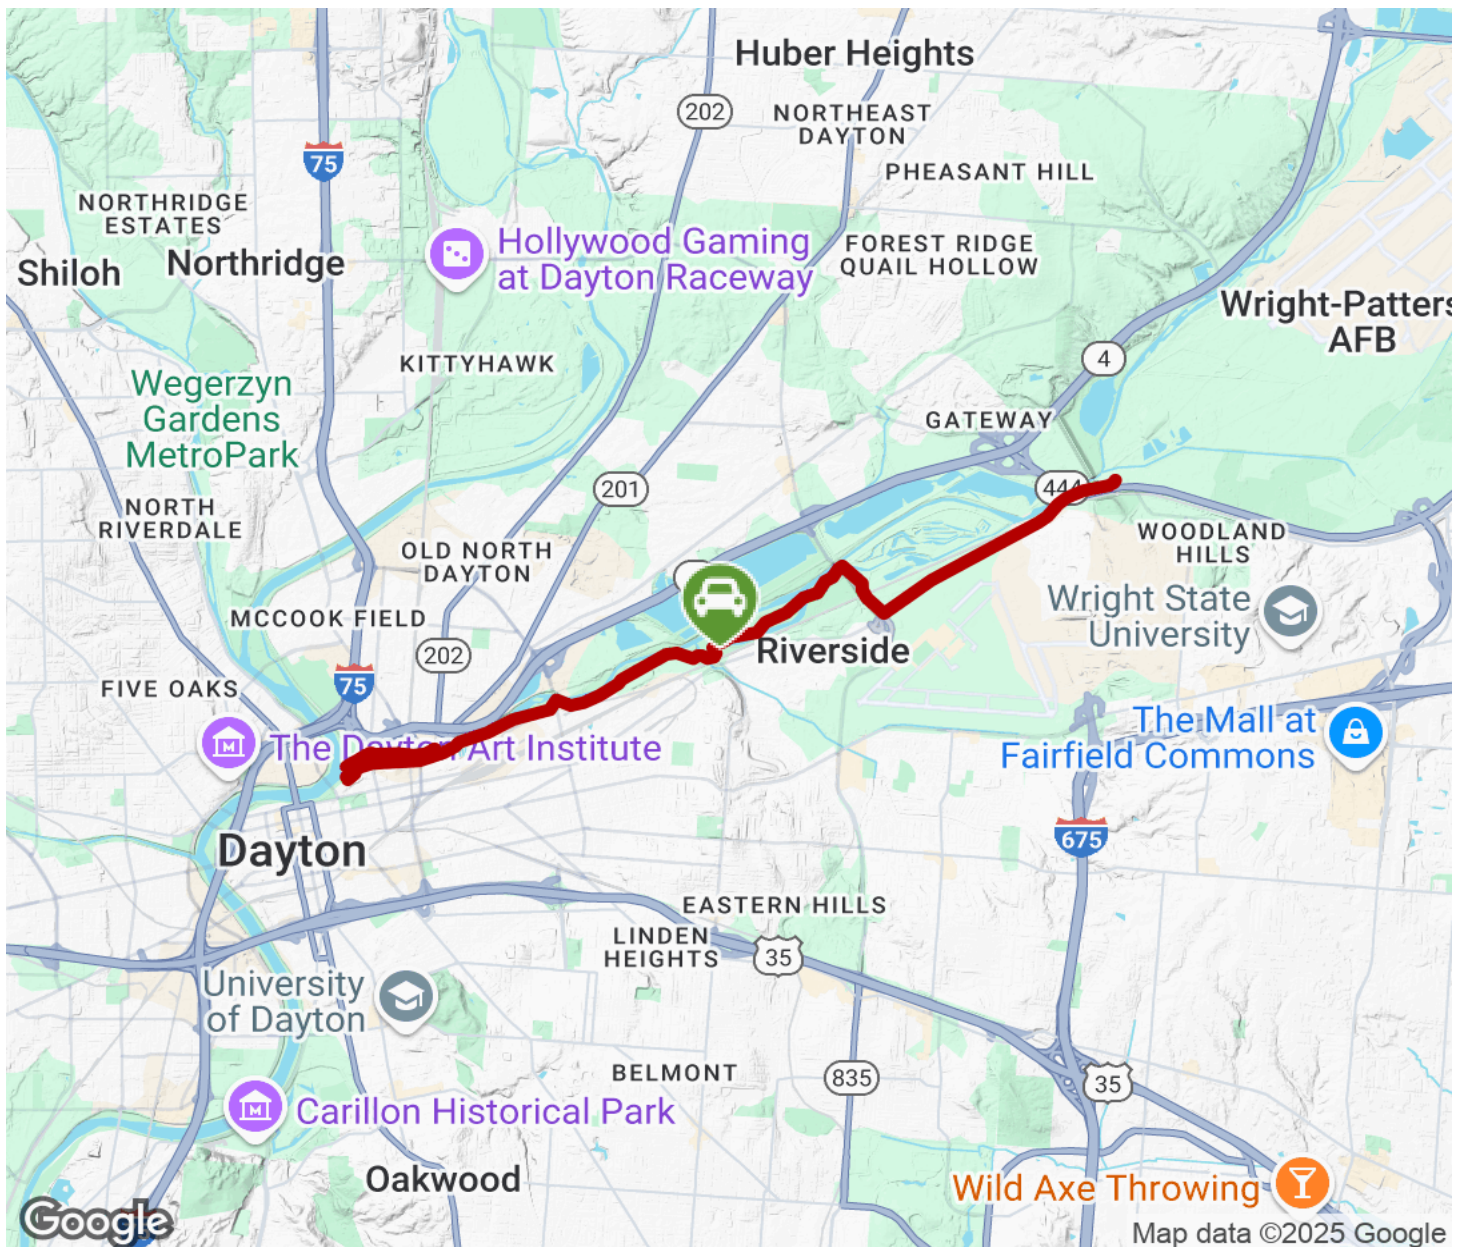 Huber Heights
202
NORTHEAST
DAYTON
75
PHEASANT HILL
NORTHRIDGE
ESTATES
Hollywood Gaming
at Dayton Raceway
FOREST RIDGE
QUAIL HOLLOW
Shiloh
Northridge
Wright-Patters
AFB
4
KITTYHAWK
Wegerzyn
Gardens
MetroPark
GATEWAY
201
444
NORTH
RIVERDALE
WOODLAND
HILLS
OLD NORTH
DAYTON
Wright State
University
MCCOOK FIELD
202
Riverside
75
FIVE OAKS
The Dayton Art Institute
The Mall at
Fairfield Commons
Dayton
675
EASTERN HILLS
LINDEN
HEIGHTS
35
University
of Dayton
BELMONT
835
35
Carillon Historical Park
Oakwood
Wild Axe Throwing
Google
Map data ©2025 Google